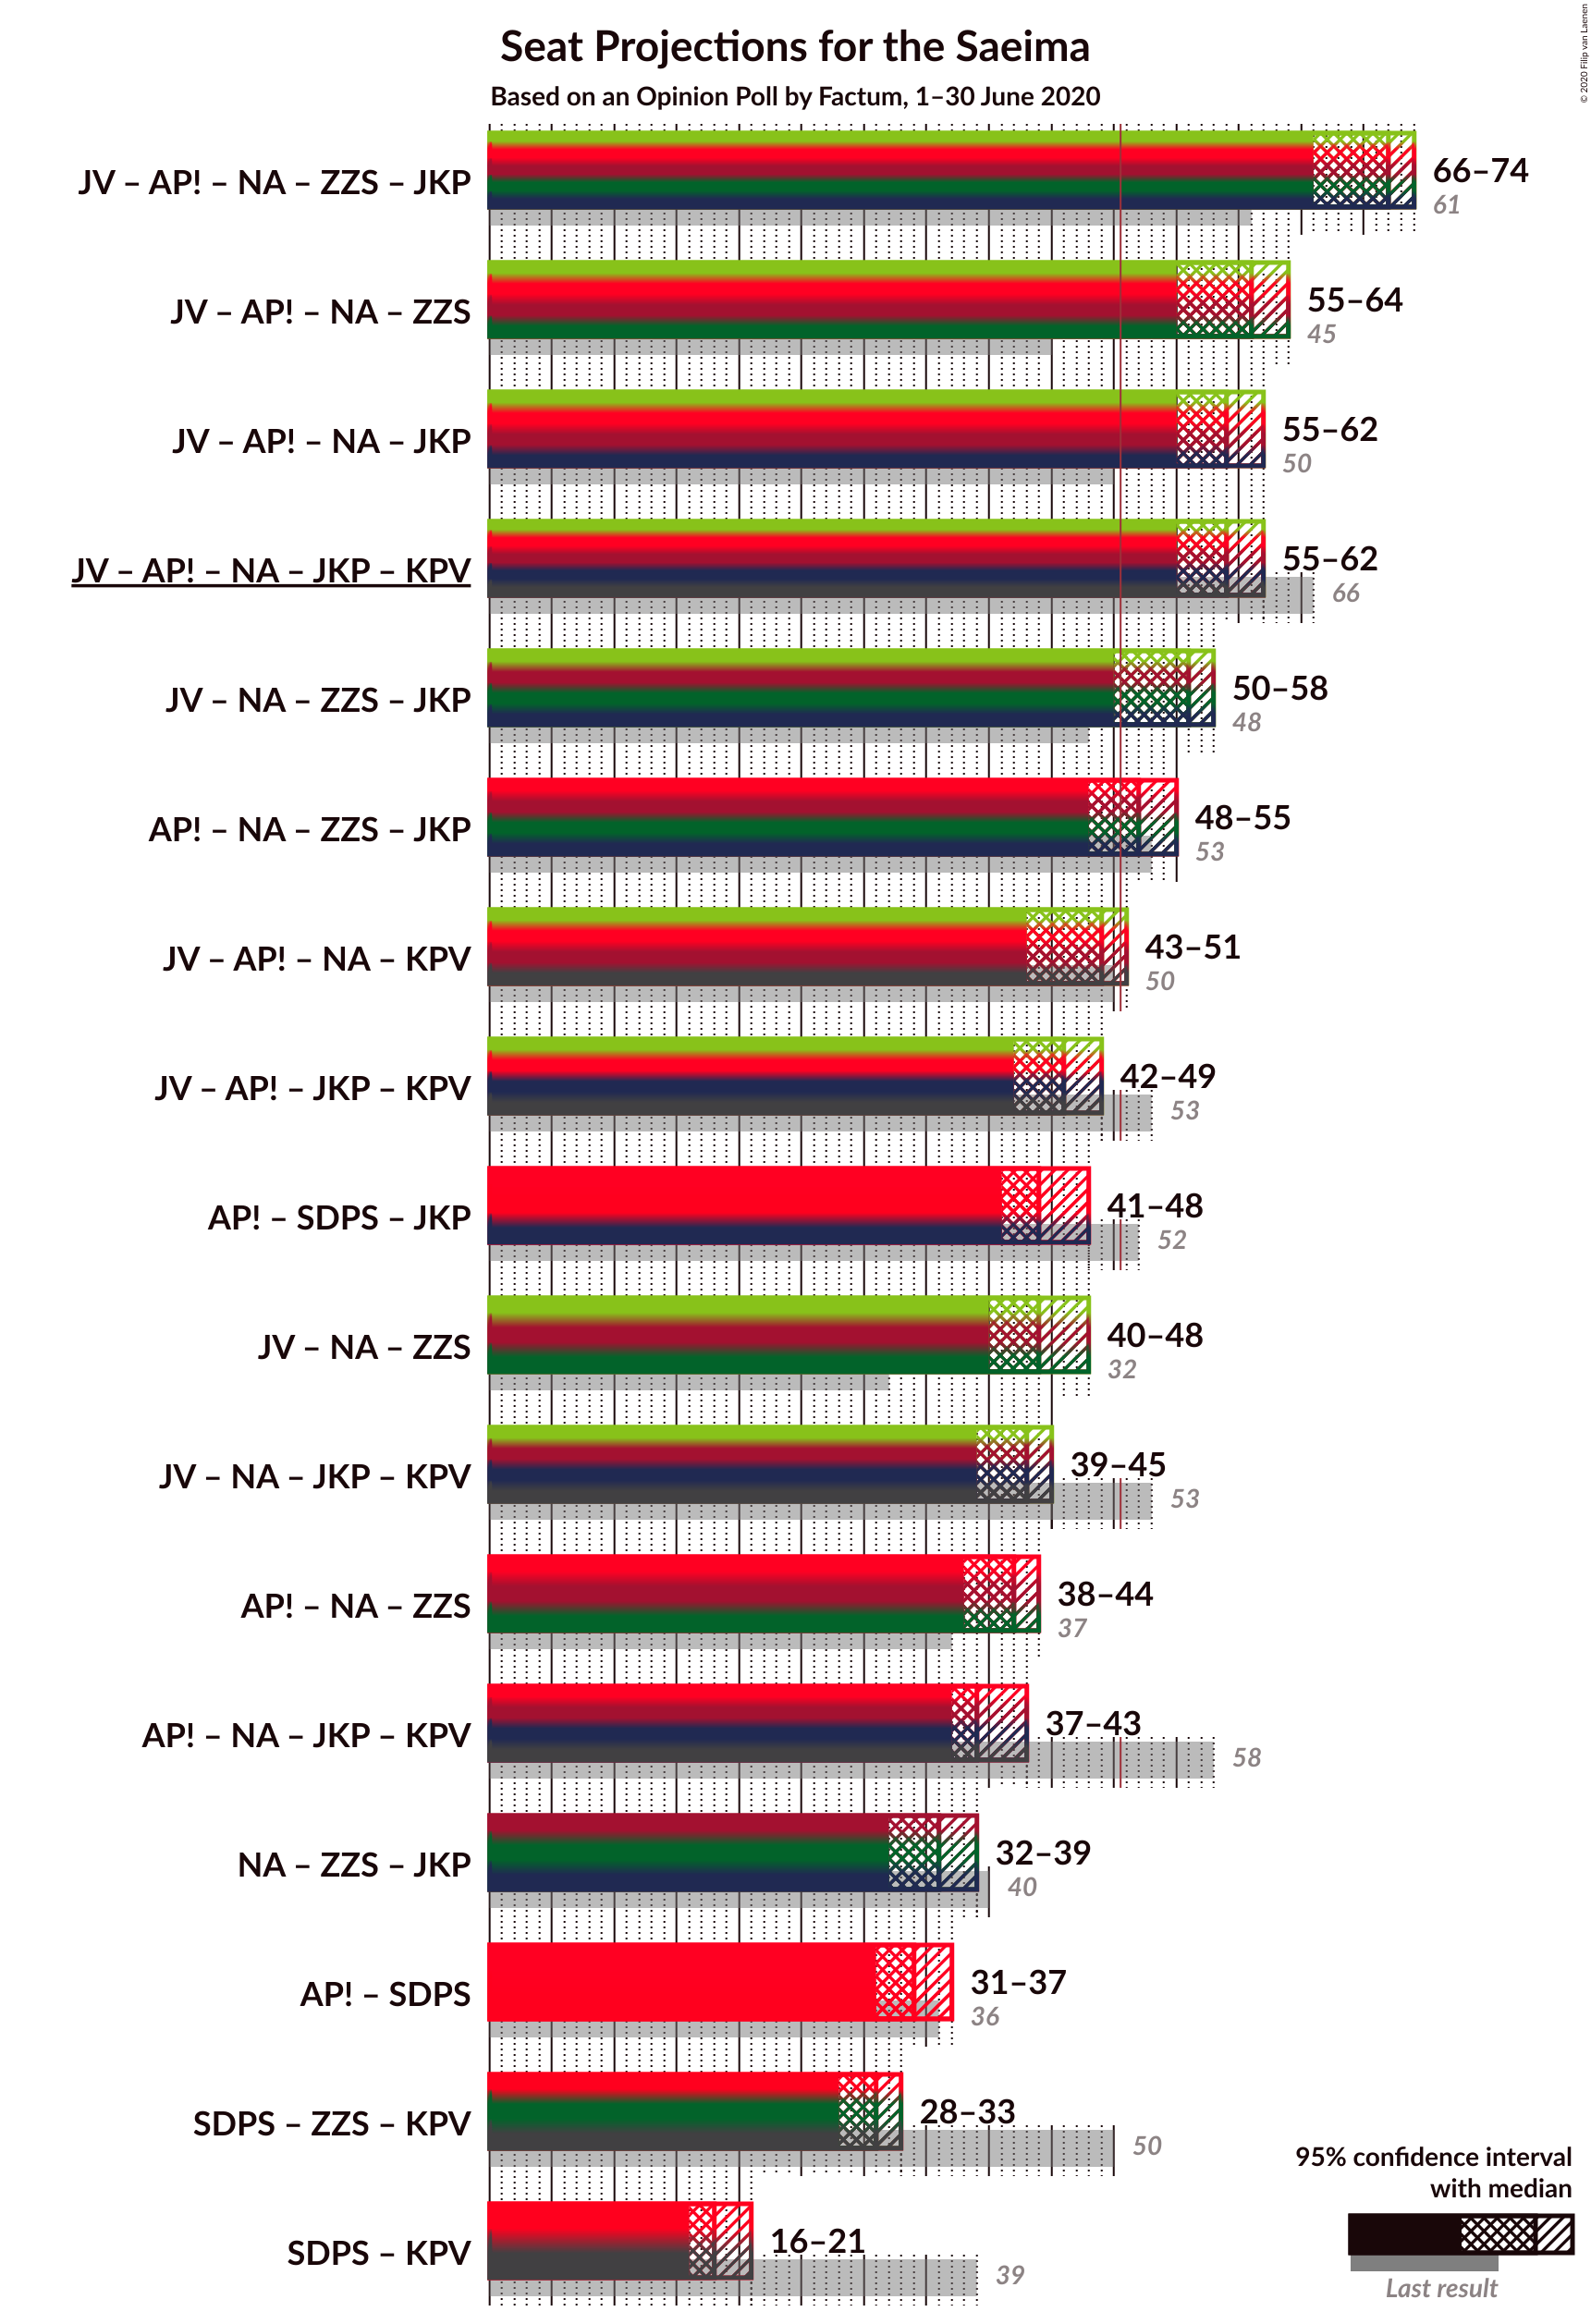 Seat Projections for the Saeima
Based on an Opinion Poll by Factum, 1–30 June 2020
© 2020 Filip van Laenen
JV – AP! – NA – ZZS – JKP
66–74
61
JV – AP! – NA – ZZS
55–64
45
JV – AP! – NA – JKP
55–62
50
JV – AP! – NA – JKP – KPV
55–62
66
JV – NA – ZZS – JKP
50–58
48
AP! – NA – ZZS – JKP
48–55
53
JV – AP! – NA – KPV
43–51
50
JV – AP! – JKP – KPV
42–49
53
AP! – SDPS – JKP
41–48
52
JV – NA – ZZS
40–48
32
JV – NA – JKP – KPV
39–45
53
AP! – NA – ZZS
38–44
37
AP! – NA – JKP – KPV
37–43
58
NA – ZZS – JKP
32–39
40
AP! – SDPS
31–37
36
SDPS – ZZS – KPV
28–33
50
SDPS – KPV
16–21
39
95% confidence interval
with median
Last result